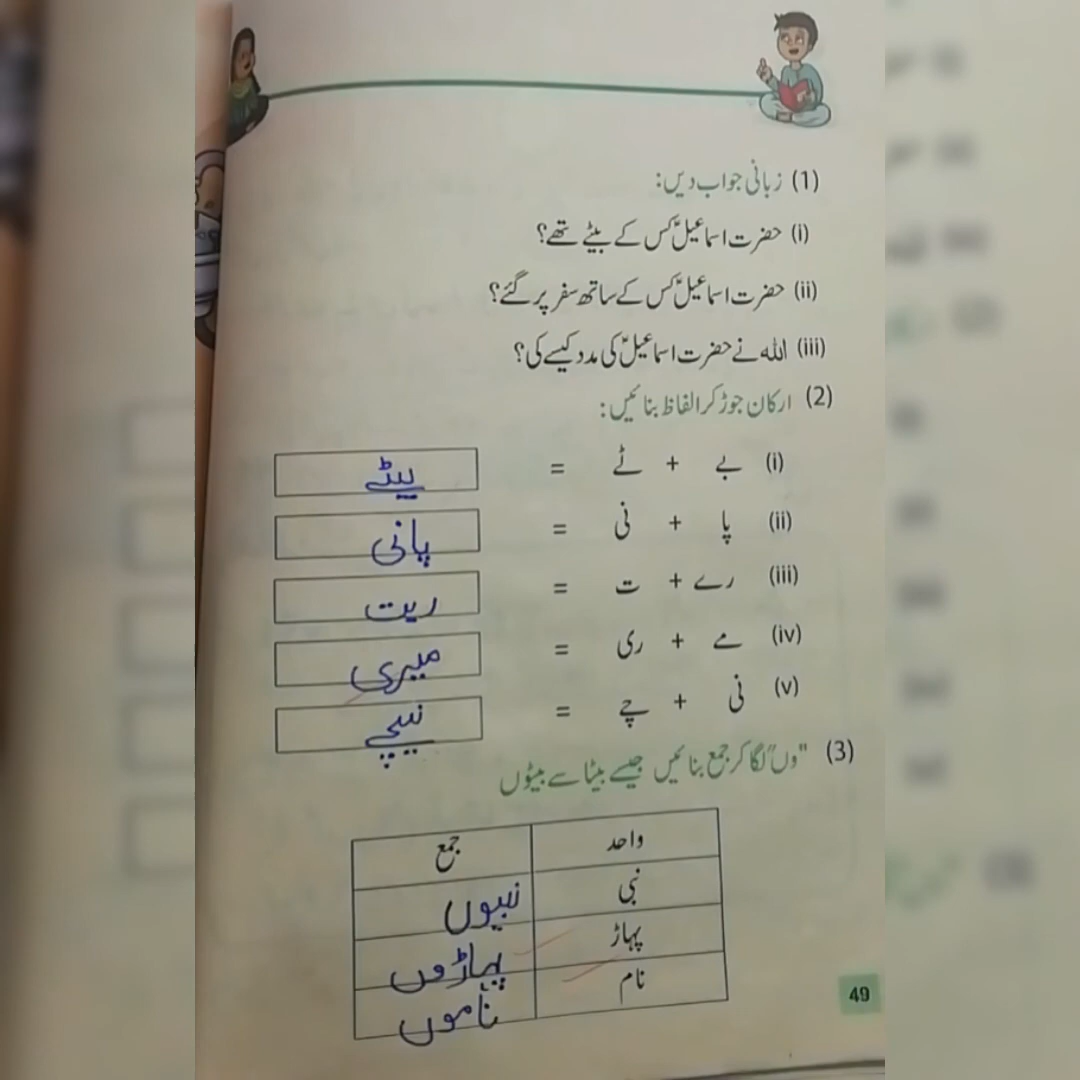 (1) زبانی جواب دیں:
(i) حضرت اسماعیلؑ کس کے بیٹے تھے؟
(ii) حضرت اسماعیلؑ کس کے ساتھ سفر پر گئے؟
(iii) اللہ نے حضرت اسماعیلؑ کی مدد کیسے کی؟
(2) ارکان جوڑ کر الفاظ بنائیں:
(i) بے + ٹے = بیٹے
(ii) پا + نی = پانی
(iii) رے + ت = ریت
(iv) مے + ری = میری
(v) نی + چے = نیچے
(3) "وں" لگا کر جمع بنائیں جیسے بیٹا سے بیٹوں
واحد جمع
نبی نبیوں
پہاڑ پہاڑوں
نام ناموں
49